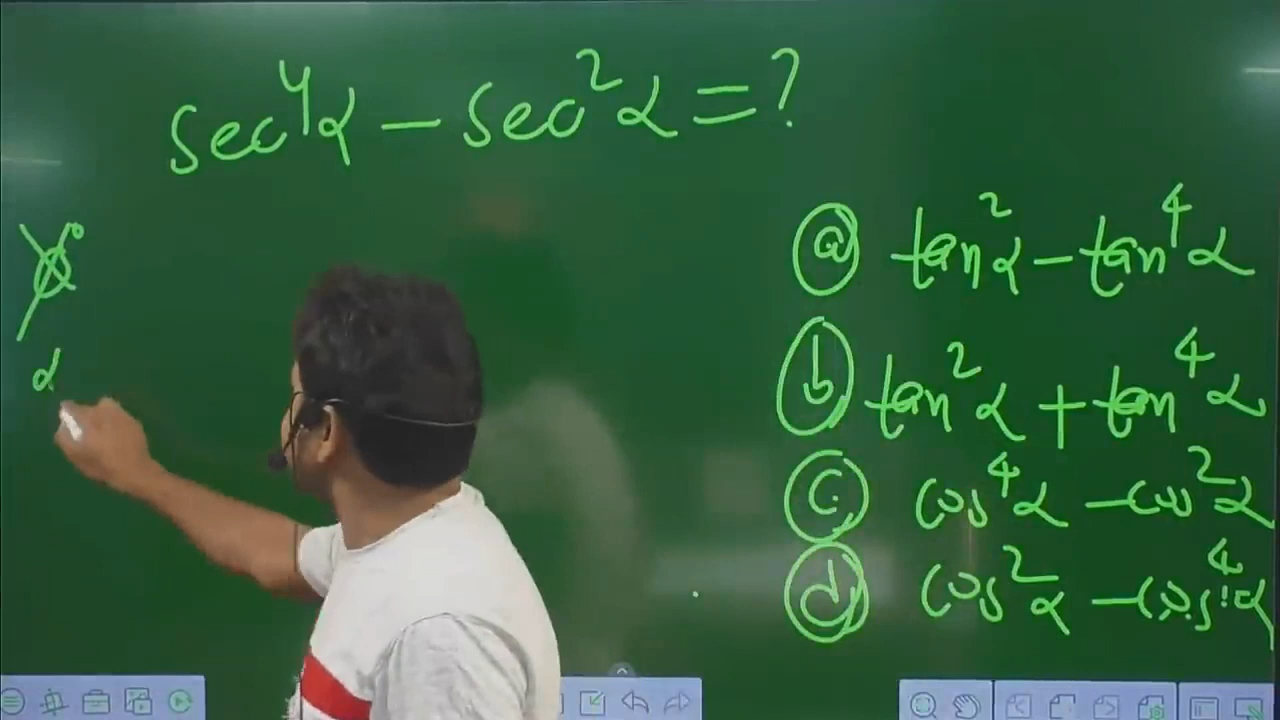 sec⁴α − sec²α = ?
ⓐ tan²α − tan⁴α
ⓑ tan²α + tan⁴α
ⓒ cos⁴α − cos²α
ⓓ cos²α − cos⁴α
α